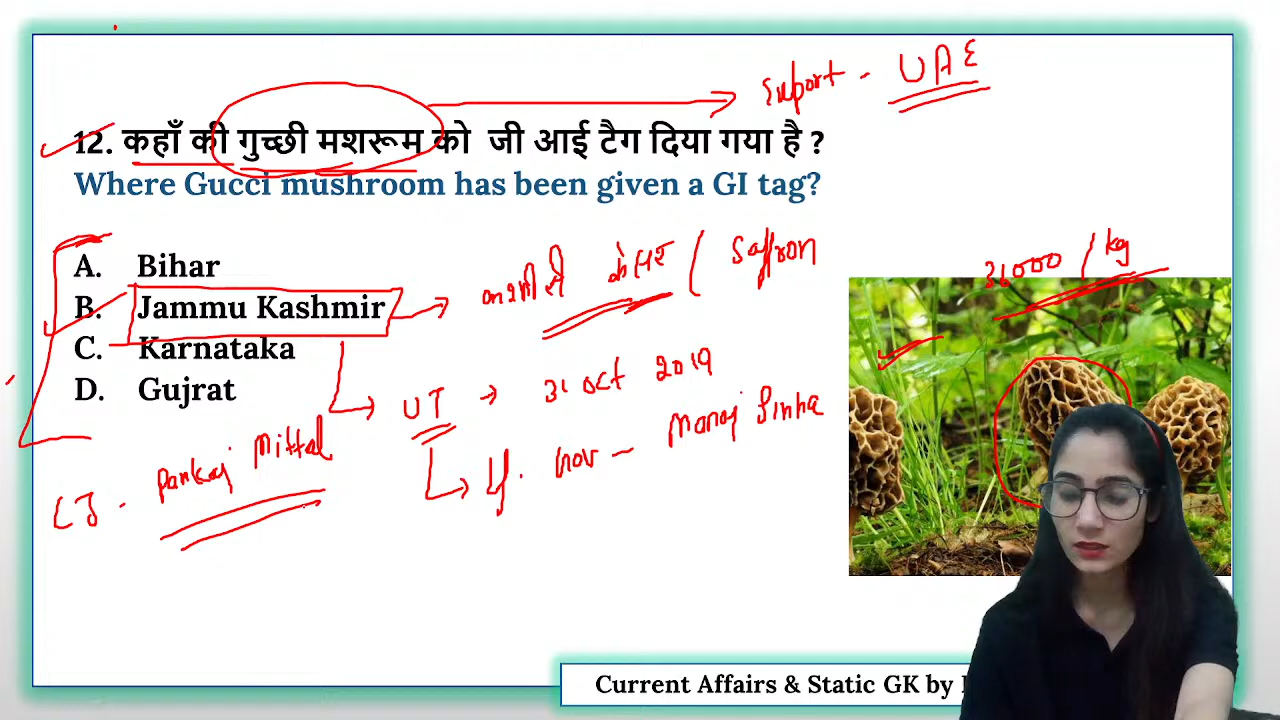 Export - UAE
12. कहाँ की गुच्छी मशरूम को जी आई टैग दिया गया है ?
Where Gucci mushroom has been given a GI tag?
A. Bihar
B. Jammu Kashmir
C. Karnataka
D. Gujrat
केसर ( Saffron
36000 / kg
UT → 31 Oct 2019
Gov - Manoj Sinha
CJ - Pankaj Mittal
Current Affairs & Static GK by